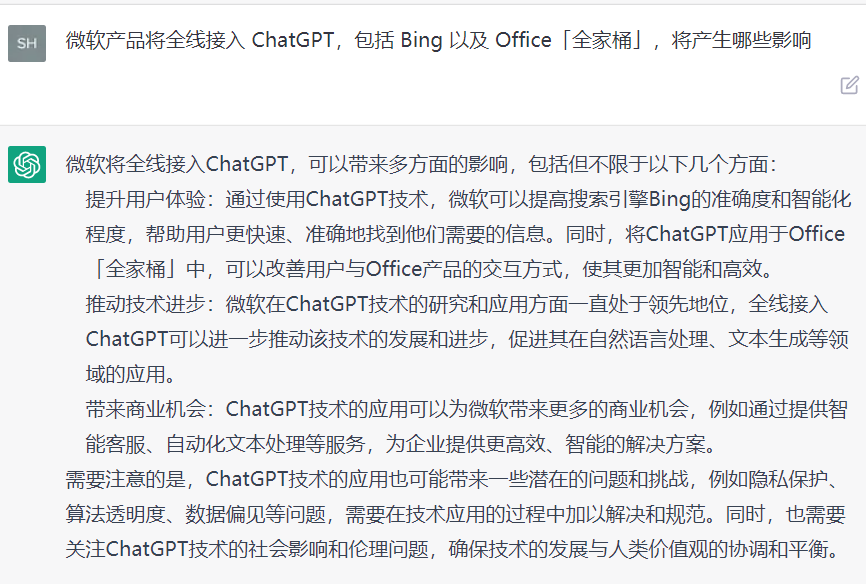 SH
微软产品将全线接入 ChatGPT，包括 Bing 以及 Office「全家桶」，将产生哪些影响
微软将全线接入ChatGPT，可以带来多方面的影响，包括但不限于以下几个方面：
提升用户体验：通过使用ChatGPT技术，微软可以提高搜索引擎Bing的准确度和智能化
程度，帮助用户更快速、准确地找到他们需要的信息。同时，将ChatGPT应用于Office
「全家桶」中，可以改善用户与Office产品的交互方式，使其更加智能和高效。
推动技术进步：微软在ChatGPT技术的研究和应用方面一直处于领先地位，全线接入
ChatGPT可以进一步推动该技术的发展和进步，促进其在自然语言处理、文本生成等领
域的应用。
带来商业机会：ChatGPT技术的应用可以为微软带来更多的商业机会，例如通过提供智
能客服、自动化文本处理等服务，为企业提供更高效、智能的解决方案。
需要注意的是，ChatGPT技术的应用也可能带来一些潜在的问题和挑战，例如隐私保护、
算法透明度、数据偏见等问题，需要在技术应用的过程中加以解决和规范。同时，也需要
关注ChatGPT技术的社会影响和伦理问题，确保技术的发展与人类价值观的协调和平衡。